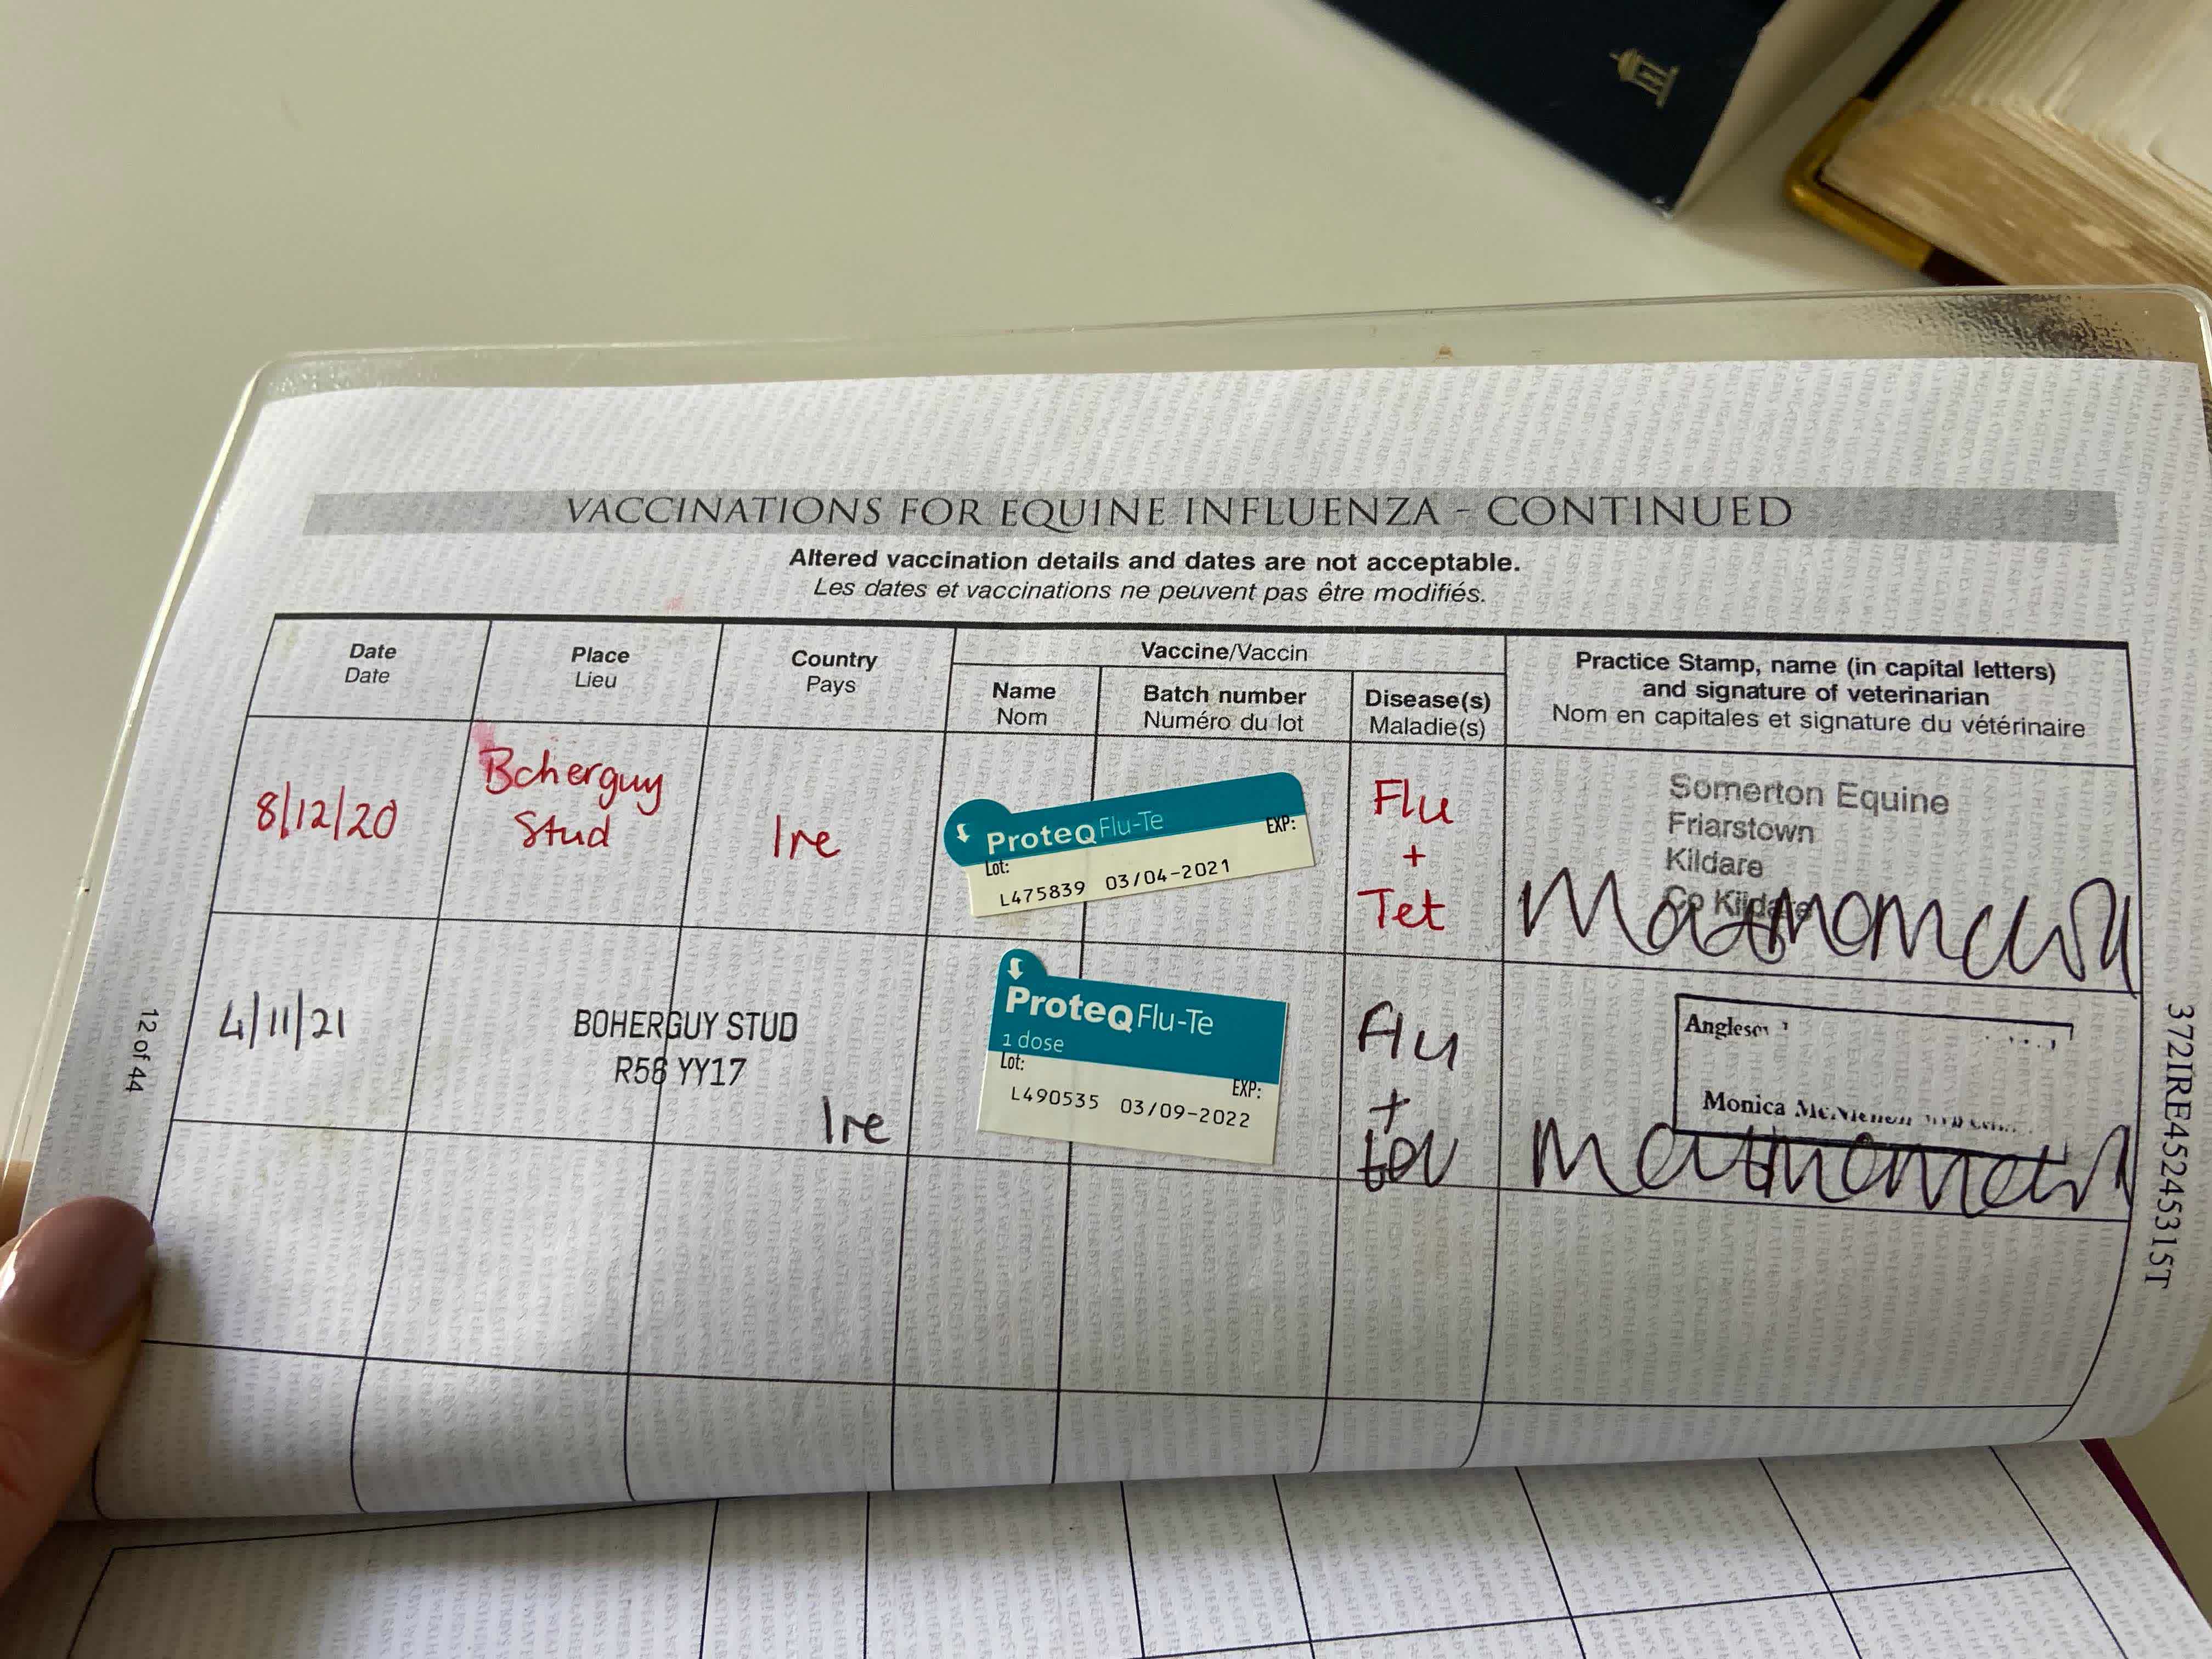 VACCINATIONS FOR EQUINE INFLUENZA - CONTINUED
Altered vaccination details and dates are not acceptable.
Les dates et vaccinations ne peuvent pas être modifiés.
Date
Date
Place
Lieu
Country
Pays
Vaccine/Vaccin
Name
Nom
Batch number
Numéro du lot
Disease(s)
Maladie(s)
Practice Stamp, name (in capital letters)
and signature of veterinarian
Nom en capitales et signature du vétérinaire
8/12/20
Boherguy
Stud
Ire
ProteqFlu-Te
Lot:
EXP:
L475839 03/04-2021
Flu
+
Tet
Somerton Equine
Friarstown
Kildare
Co Kildare
4/11/21
BOHERGUY STUD
R56 YY17
Ire
ProteqFlu-Te
1 dose
Lot:
EXP:
L490535 03/09-2022
Flu
+
Monica
12 of 44
372IRE45245315T